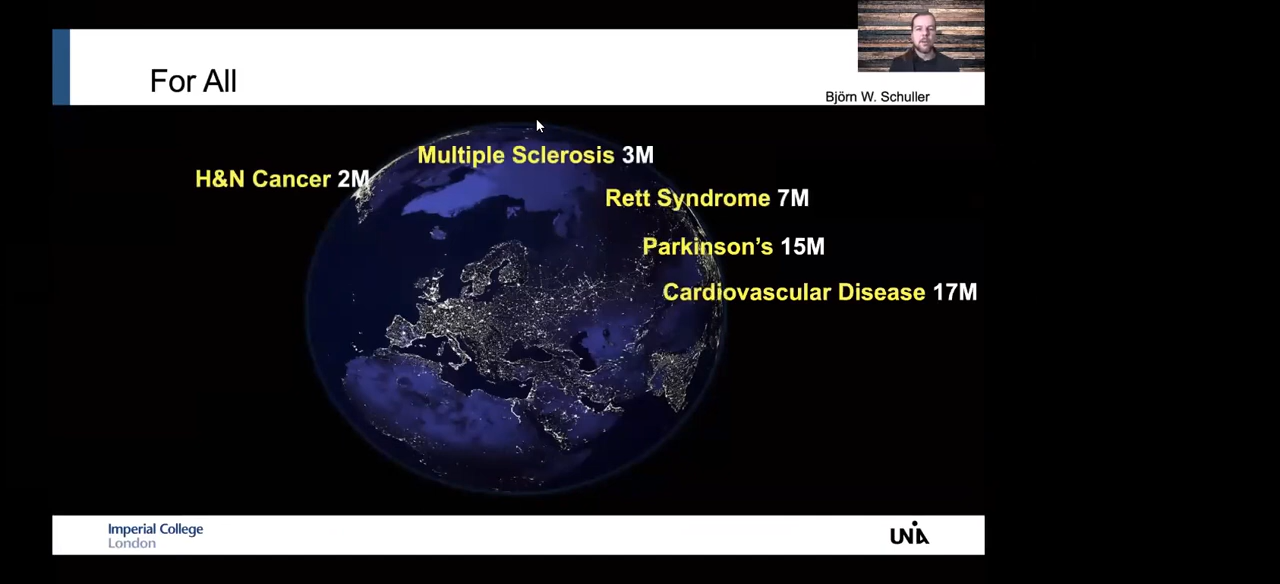 For All
Björn W. Schuller
Multiple Sclerosis 3M
H&N Cancer 2M
Rett Syndrome 7M
Parkinson’s 15M
Cardiovascular Disease 17M
Imperial College
London
UNIA